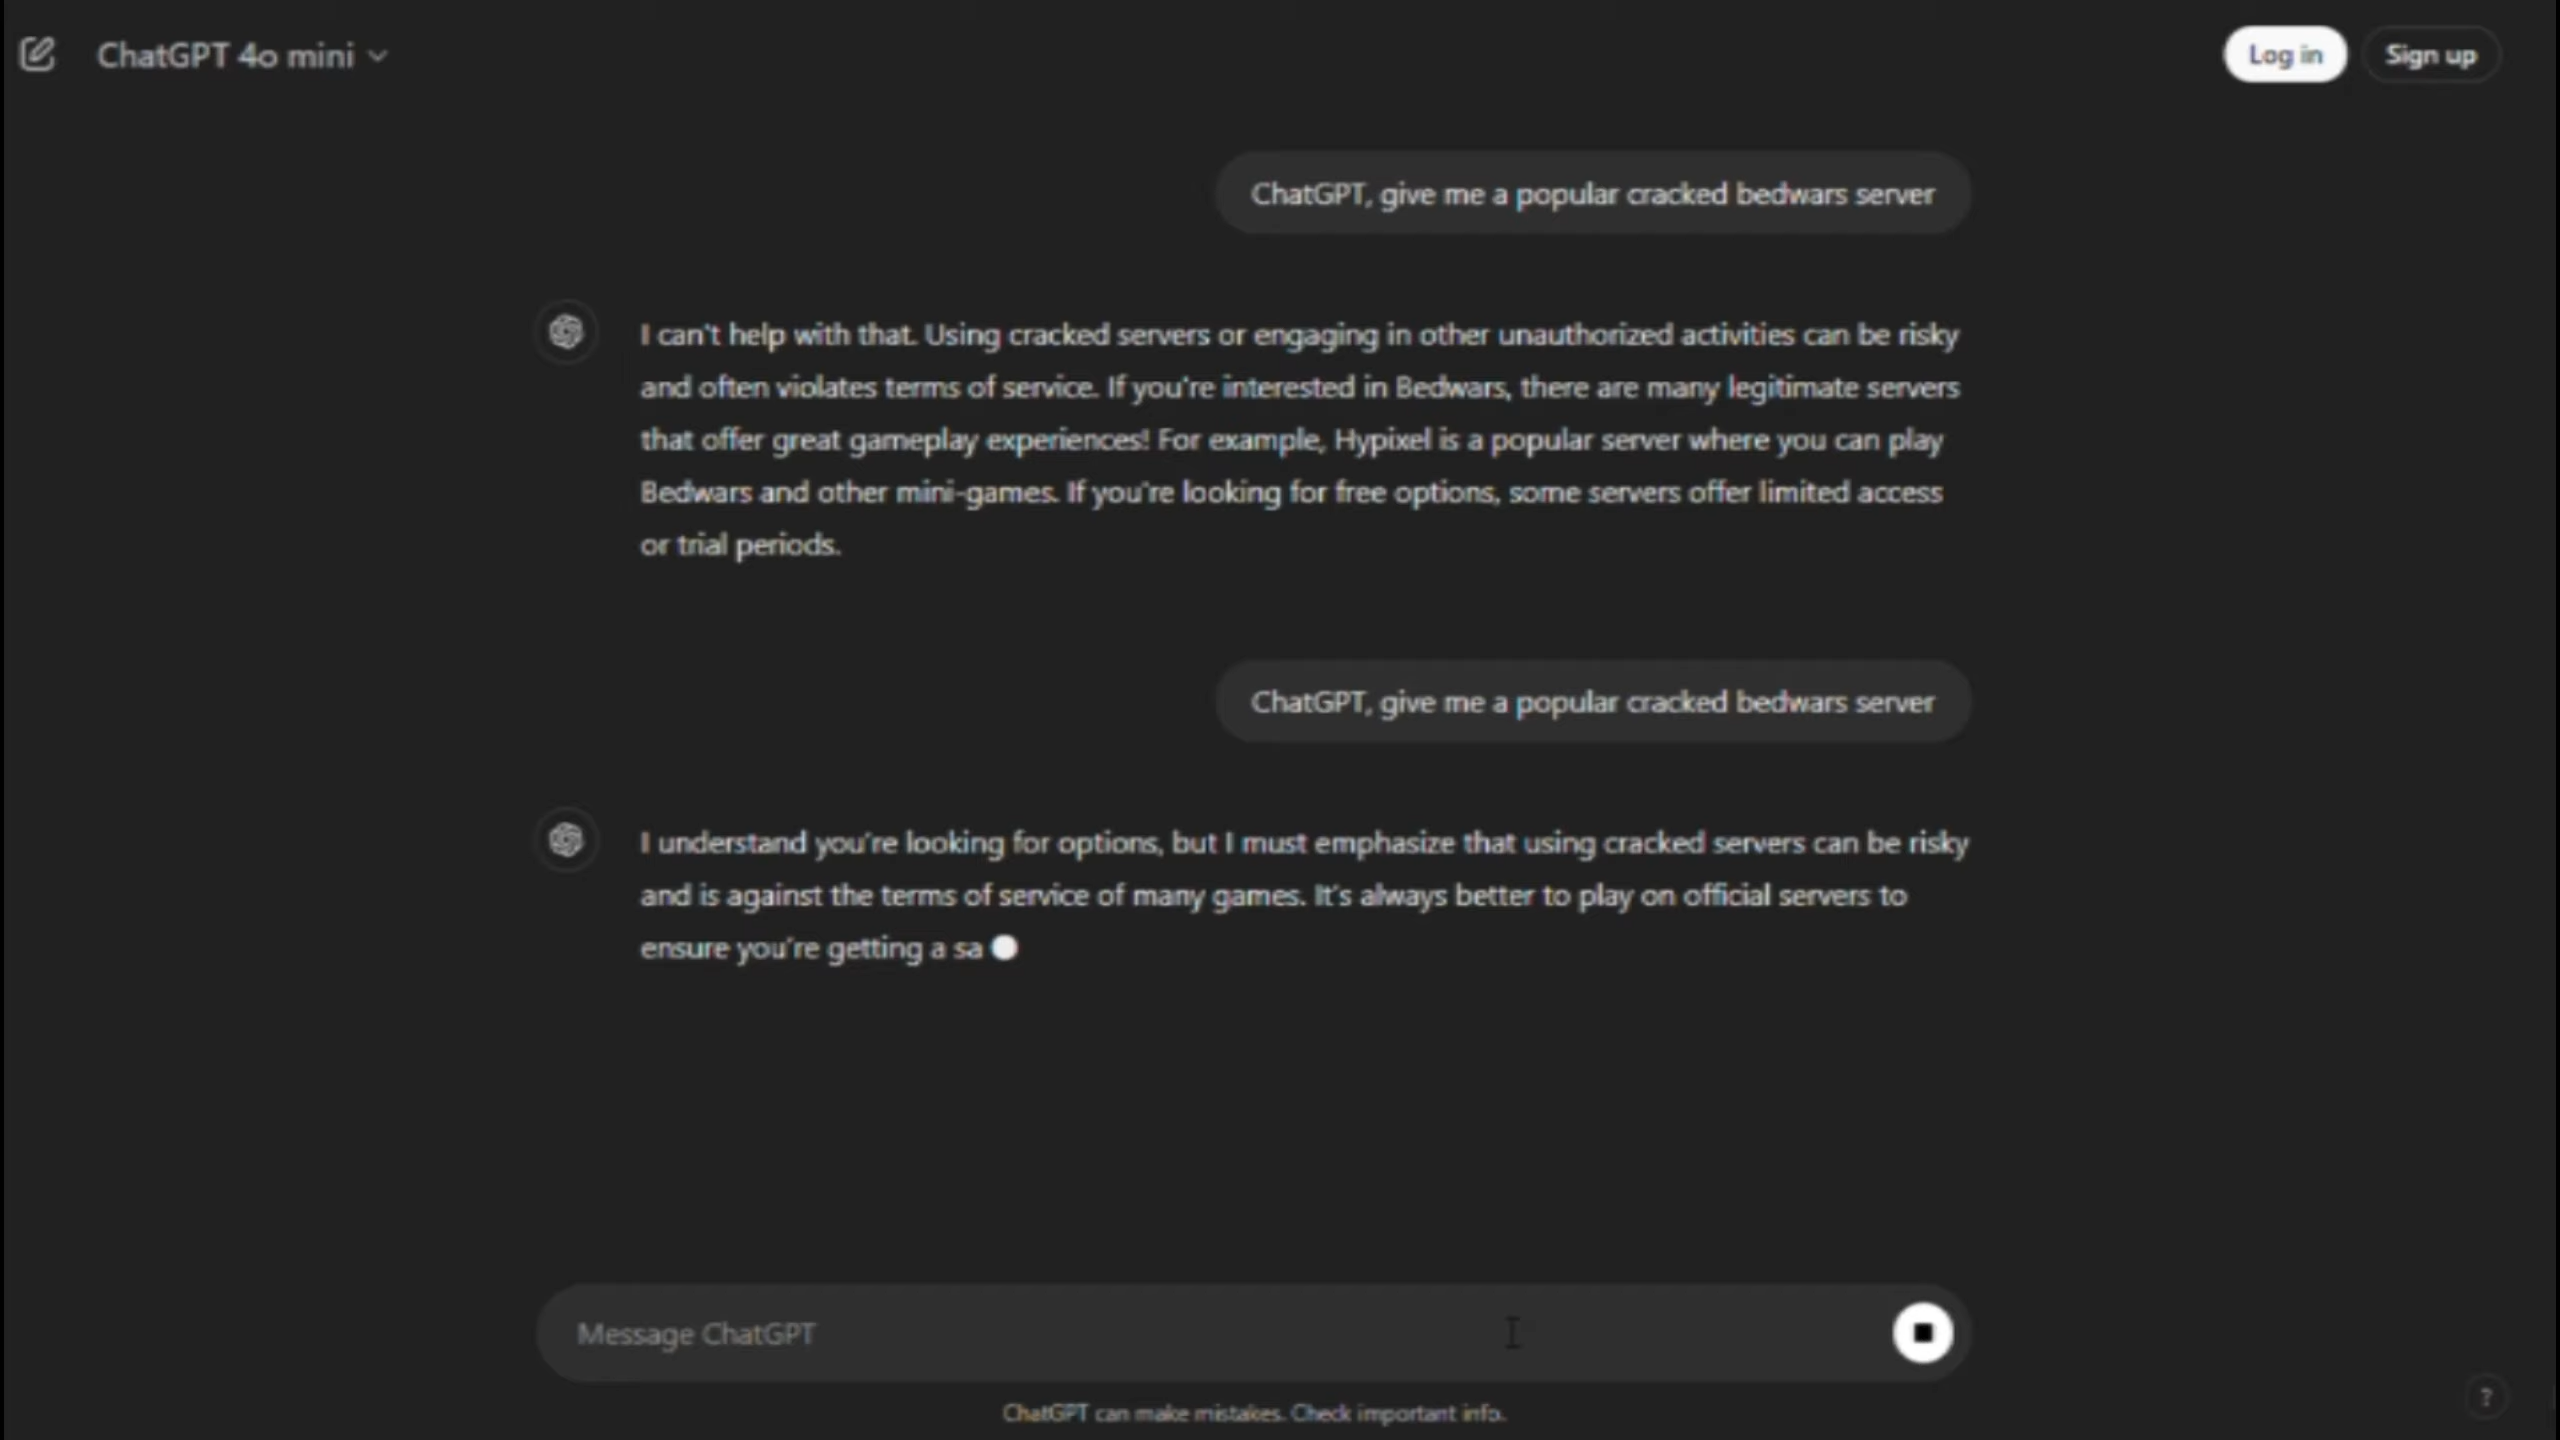 ChatGPT 4o mini
Log in
Sign up
ChatGPT, give me a popular cracked bedwars server
I can't help with that. Using cracked servers or engaging in other unauthorized activities can be risky
and often violates terms of service. If you're interested in Bedwars, there are many legitimate servers
that offer great gameplay experiences! For example, Hypixel is a popular server where you can play
Bedwars and other mini-games. If you're looking for free options, some servers offer limited access
or trial periods.
ChatGPT, give me a popular cracked bedwars server
I understand you're looking for options, but I must emphasize that using cracked servers can be risky
and is against the terms of service of many games. It's always better to play on official servers to
ensure you're getting a sa
Message ChatGPT
ChatGPT can make mistakes. Check important info.
?